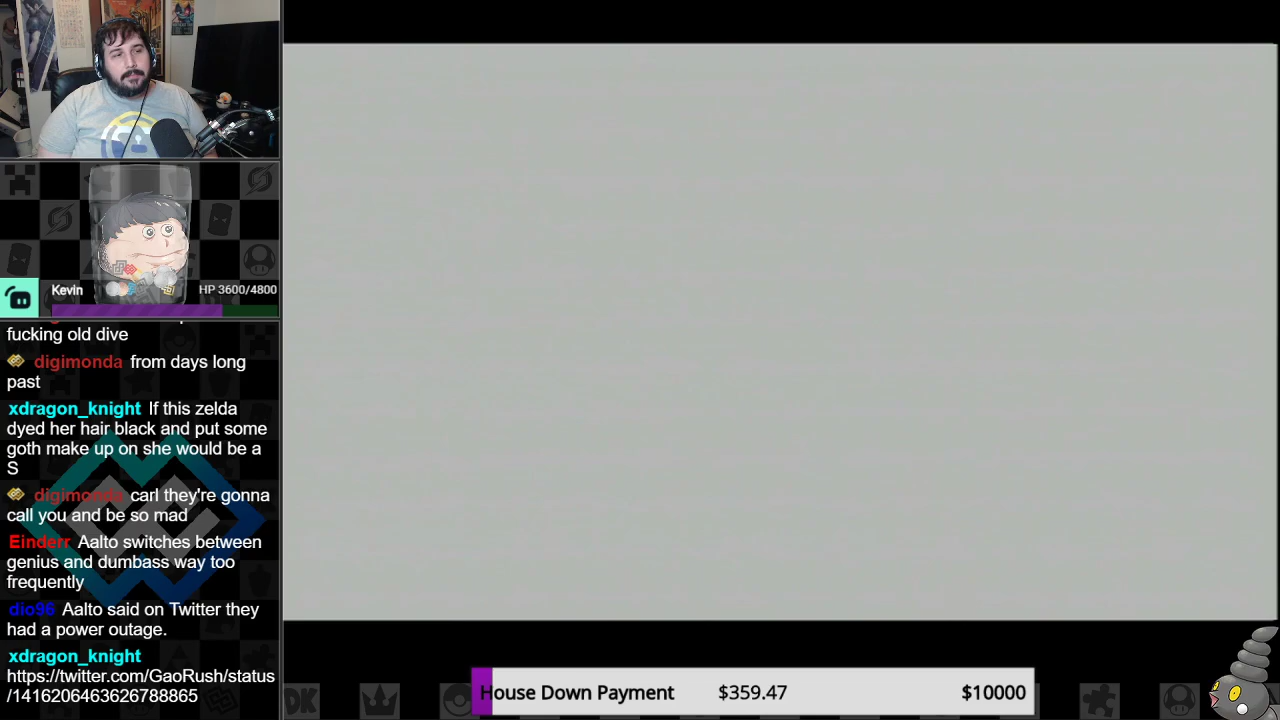 Kevin
HP 3600/4800
fucking old dive
digimonda from days long
past
xdragon_knight If this zelda
dyed her hair black and put some
goth make up on she would be a
S
digimonda carl they're gonna
call you and be so mad
Einderr Aalto switches between
genius and dumbass way too
frequently
dio96 Aalto said on Twitter they
had a power outage.
xdragon_knight
https://twitter.com/GaoRush/status
/1416206463626788865
House Down Payment $359.47 $10000
DK